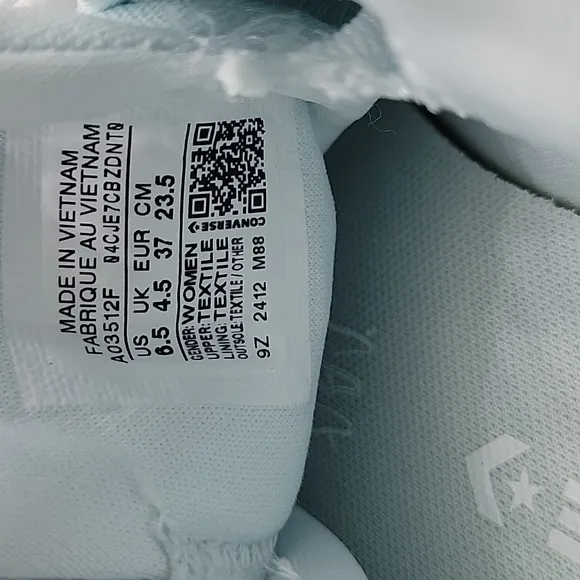 MADE IN VIETNAM
FABRIQUE AU VIETNAM
A03512F 04CJE7CBZDNT0
US UK EUR CM
6.5 4.5 37 23.5
GENDER: WOMEN
UPPER: TEXTILE
LINING: TEXTILE
OUTSOLE: TEXTILE / OTHER
9Z 2412 M88
CONVERSE